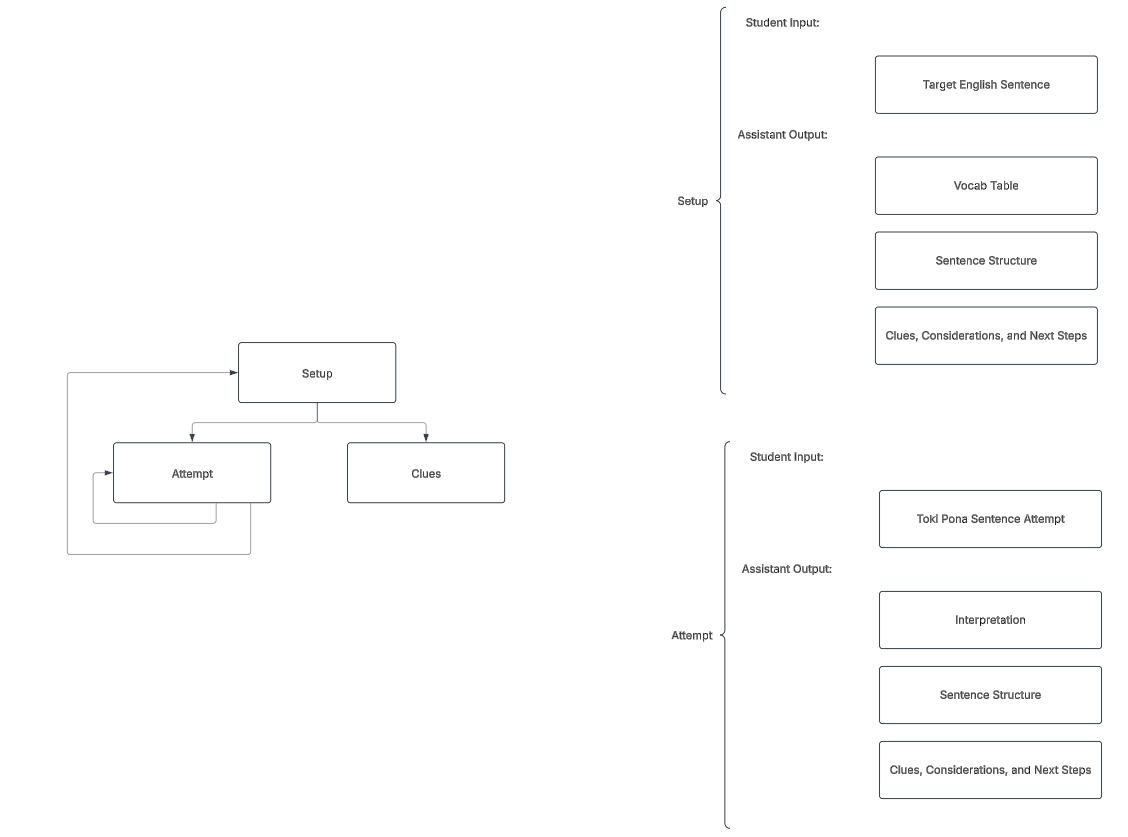 Setup
Attempt
Clues
Student Input:
Target English Sentence
Assistant Output:
Vocab Table
Setup
Sentence Structure
Clues, Considerations, and Next Steps
Student Input:
Toki Pona Sentence Attempt
Assistant Output:
Interpretation
Attempt
Sentence Structure
Clues, Considerations, and Next Steps